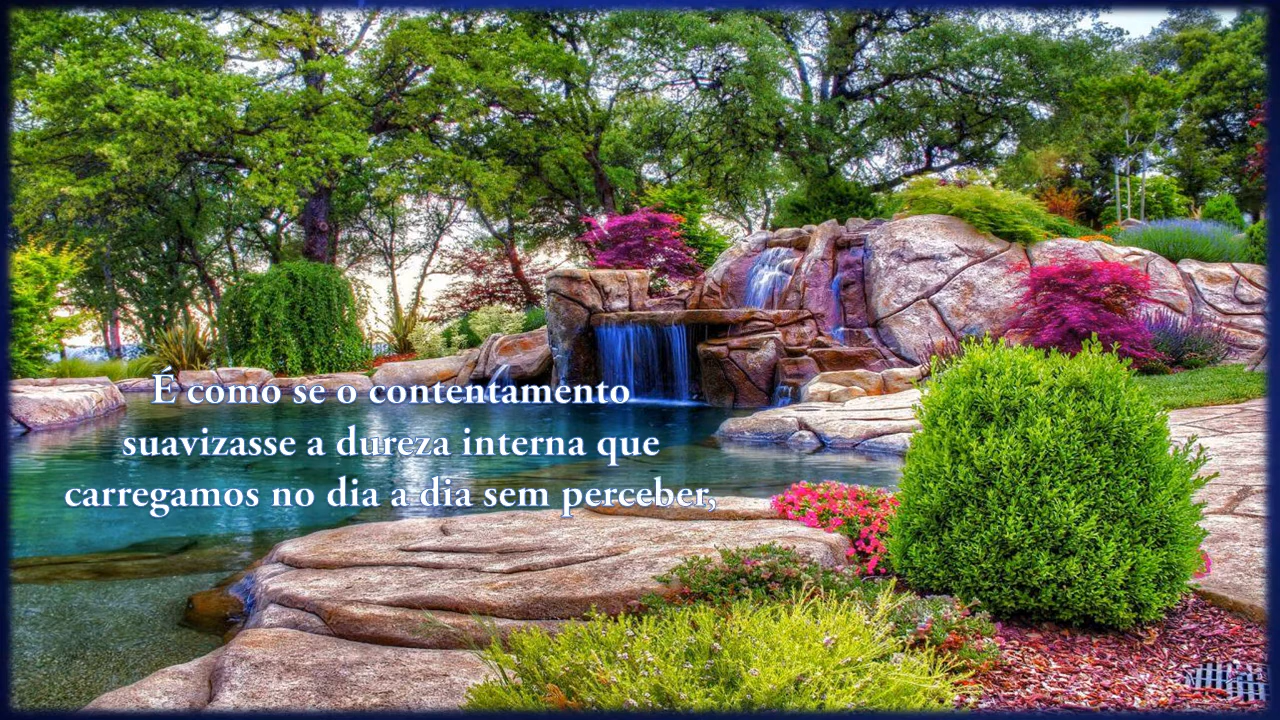 É como se o contentamento
suavizasse a dureza interna que
carregamos no dia a dia sem perceber,